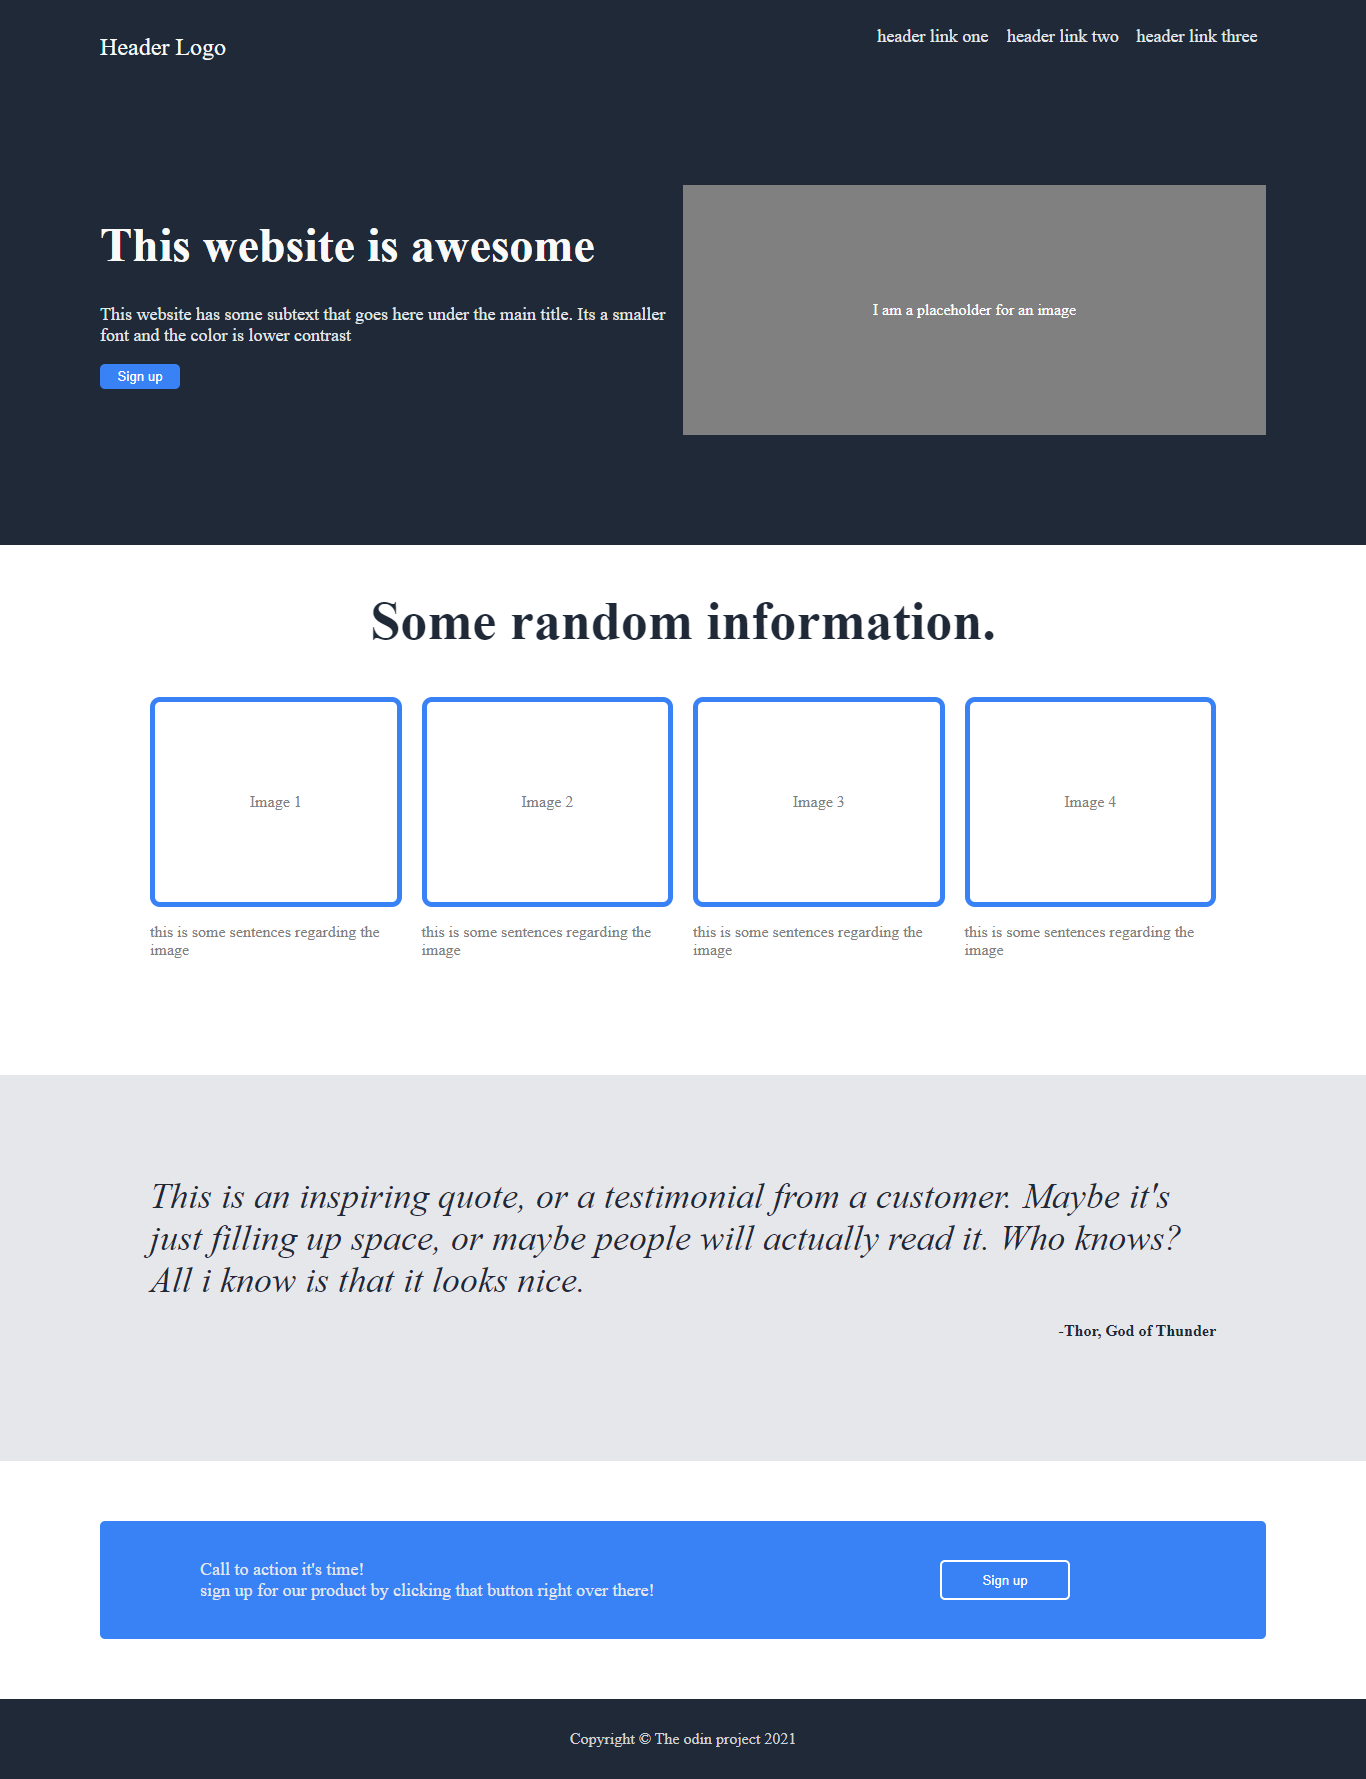 Header Logo
header link one
header link two
header link three
This website is awesome
This website has some subtext that goes here under the main title. Its a smaller
font and the color is lower contrast
Sign up
I am a placeholder for an image
Some random information.
Image 1
Image 2
Image 3
Image 4
this is some sentences regarding the
image
this is some sentences regarding the
image
this is some sentences regarding the
image
this is some sentences regarding the
image
This is an inspiring quote, or a testimonial from a customer. Maybe it's
just filling up space, or maybe people will actually read it. Who knows?
All i know is that it looks nice.
-Thor, God of Thunder
Call to action it's time!
sign up for our product by clicking that button right over there!
Sign up
Copyright © The odin project 2021